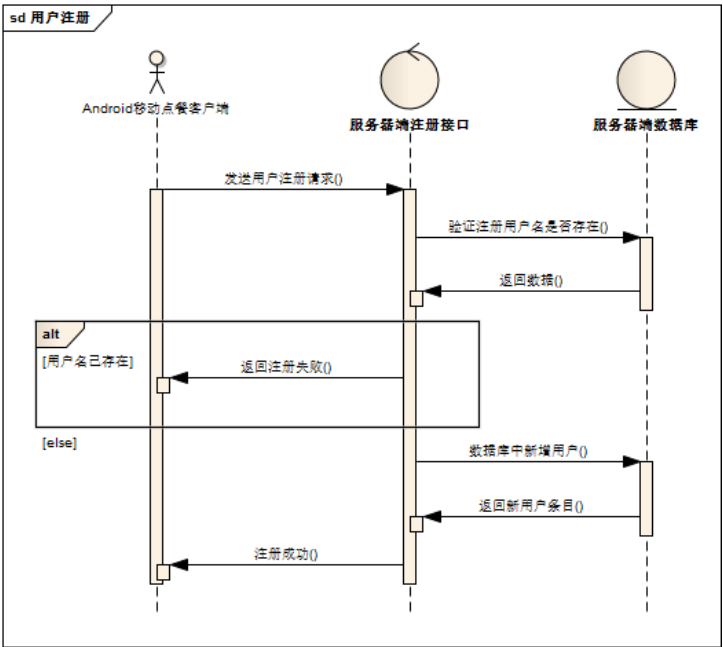 sd 用户注册
Android移动点餐客户端
服务器端注册接口
服务器端数据库
发送用户注册请求()
验证注册用户名是否存在()
返回数据()
alt
[用户名已存在]
返回注册失败()
[else]
数据库中新增用户()
返回新用户条目()
注册成功()